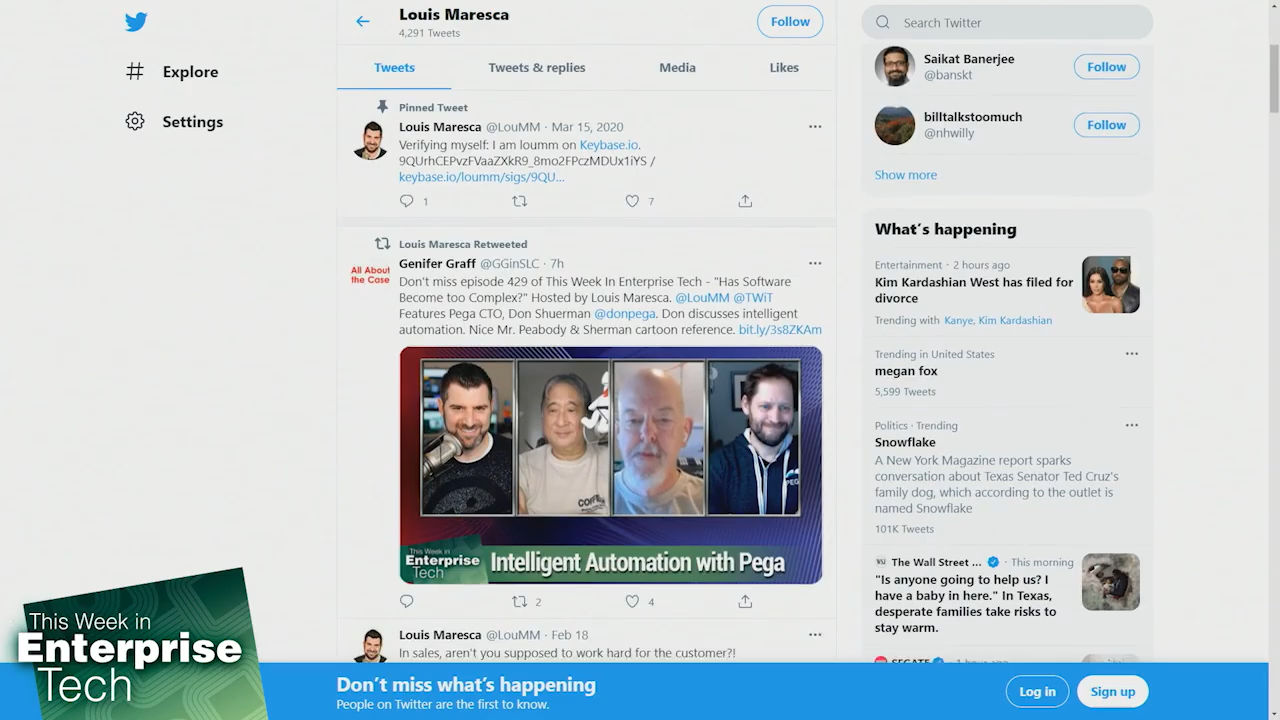 Explore
Settings
Louis Maresca
4,291 Tweets
Follow
Tweets
Tweets & replies
Media
Likes
Pinned Tweet
Louis Maresca @LouMM · Mar 15, 2020
Verifying myself: I am loumm on Keybase.io.
9QUrhCEPvzFVaaZXkR9_8mo2FPczMDUx1iYS /
keybase.io/loumm/sigs/9QU...
1
7
Louis Maresca Retweeted
All About
the Case
Genifer Graff @GGinSLC · 7h
Don't miss episode 429 of This Week In Enterprise Tech - "Has Software
Become too Complex?" Hosted by Louis Maresca. @LouMM @TWiT
Features Pega CTO, Don Shuerman @donpega. Don discusses intelligent
automation. Nice Mr. Peabody & Sherman cartoon reference. bit.ly/3s8ZKAm
This Week in
Enterprise
Tech
Intelligent Automation with Pega
2
4
Louis Maresca @LouMM · Feb 18
In sales, aren't you supposed to work hard for the customer?!
Search Twitter
Saikat Banerjee
@banskt
Follow
billtalkstoomuch
@nhwilly
Follow
Show more
What's happening
Entertainment · 2 hours ago
Kim Kardashian West has filed for
divorce
Trending with Kanye, Kim Kardashian
Trending in United States
megan fox
5,599 Tweets
Politics · Trending
Snowflake
A New York Magazine report sparks
conversation about Texas Senator Ted Cruz's
family dog, which according to the outlet is
named Snowflake
101K Tweets
The Wall Street ... · This morning
"Is anyone going to help us? I
have a baby in here." In Texas,
desperate families take risks to
stay warm.
This Week in
Enterprise
Tech
Don't miss what's happening
People on Twitter are the first to know.
Log in
Sign up